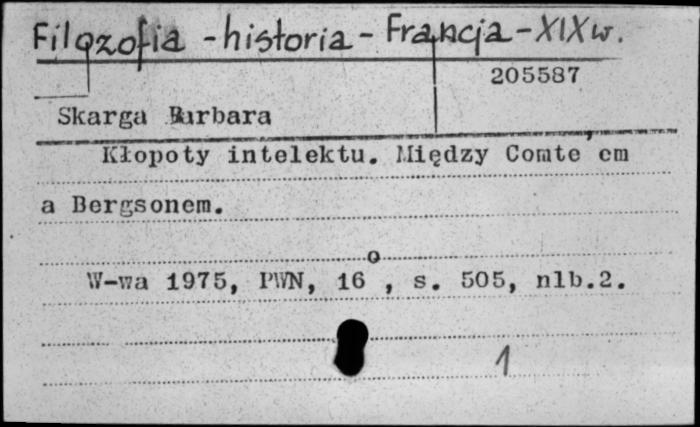 Filozofia - historia - Francja - XIX w.
205587
Skarga Barbara
Kłopoty intelektu. Między Comte'em
a Bergsonem.
W-wa 1975, PWN, 16°, s. 505, nlb.2.
1